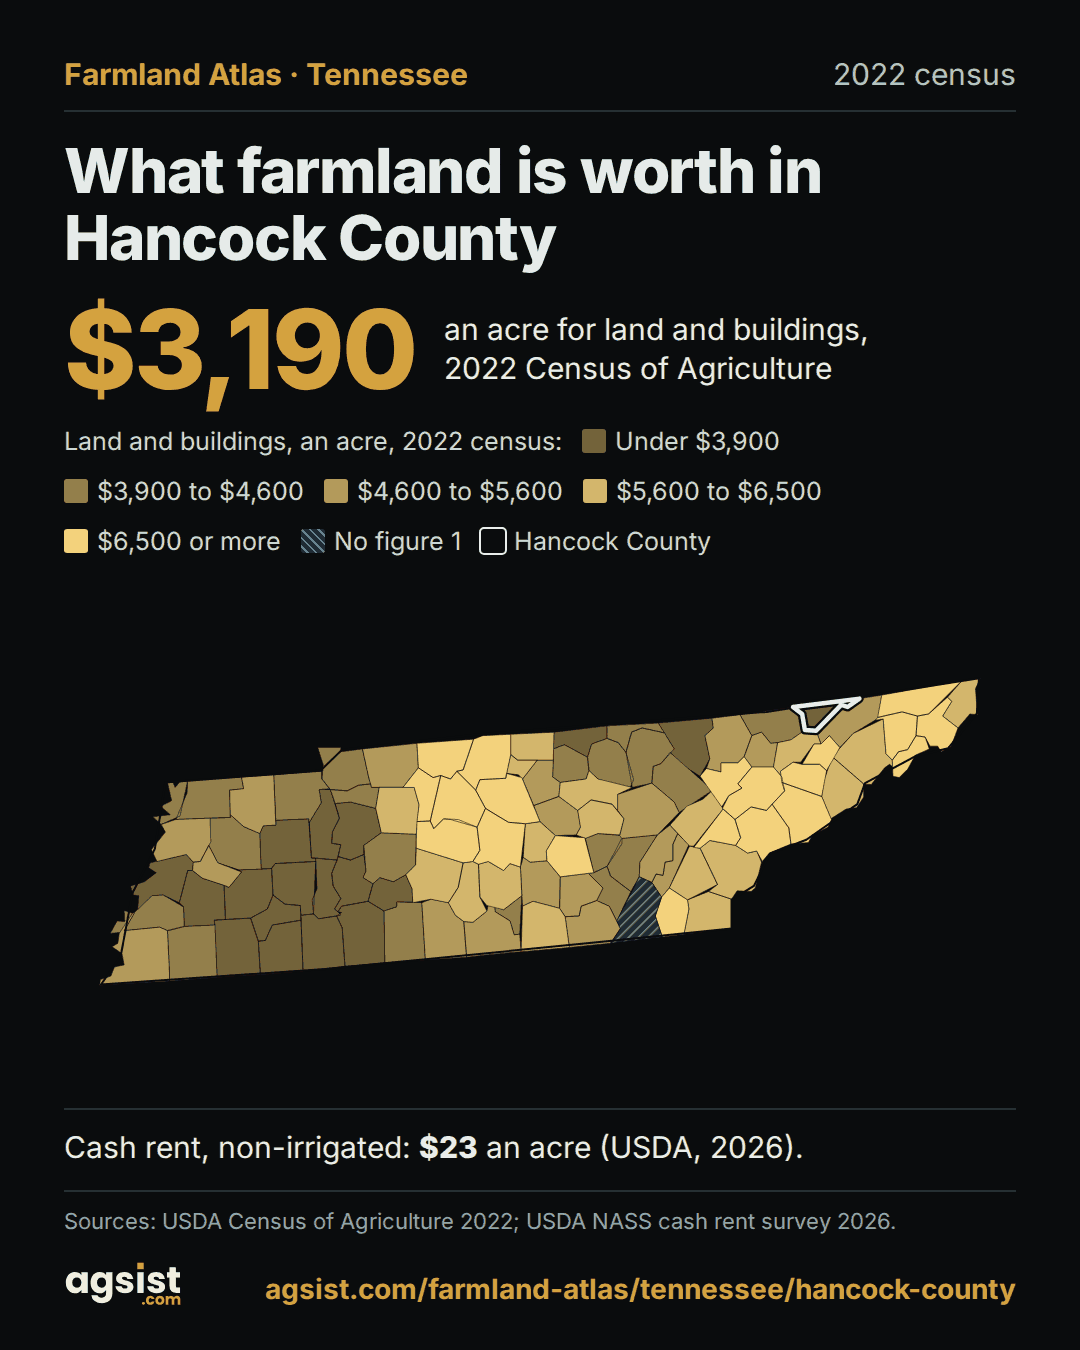 Farmland Atlas · Tennessee
2022 census
What farmland is worth in
Hancock County
$3,190
an acre for land and buildings,
2022 Census of Agriculture
Land and buildings, an acre, 2022 census: Under $3,900
$3,900 to $4,600 $4,600 to $5,600 $5,600 to $6,500
$6,500 or more No figure 1 Hancock County
Cash rent, non-irrigated: $23 an acre (USDA, 2026).
Sources: USDA Census of Agriculture 2022; USDA NASS cash rent survey 2026.
agsist
.com
agsist.com/farmland-atlas/tennessee/hancock-county